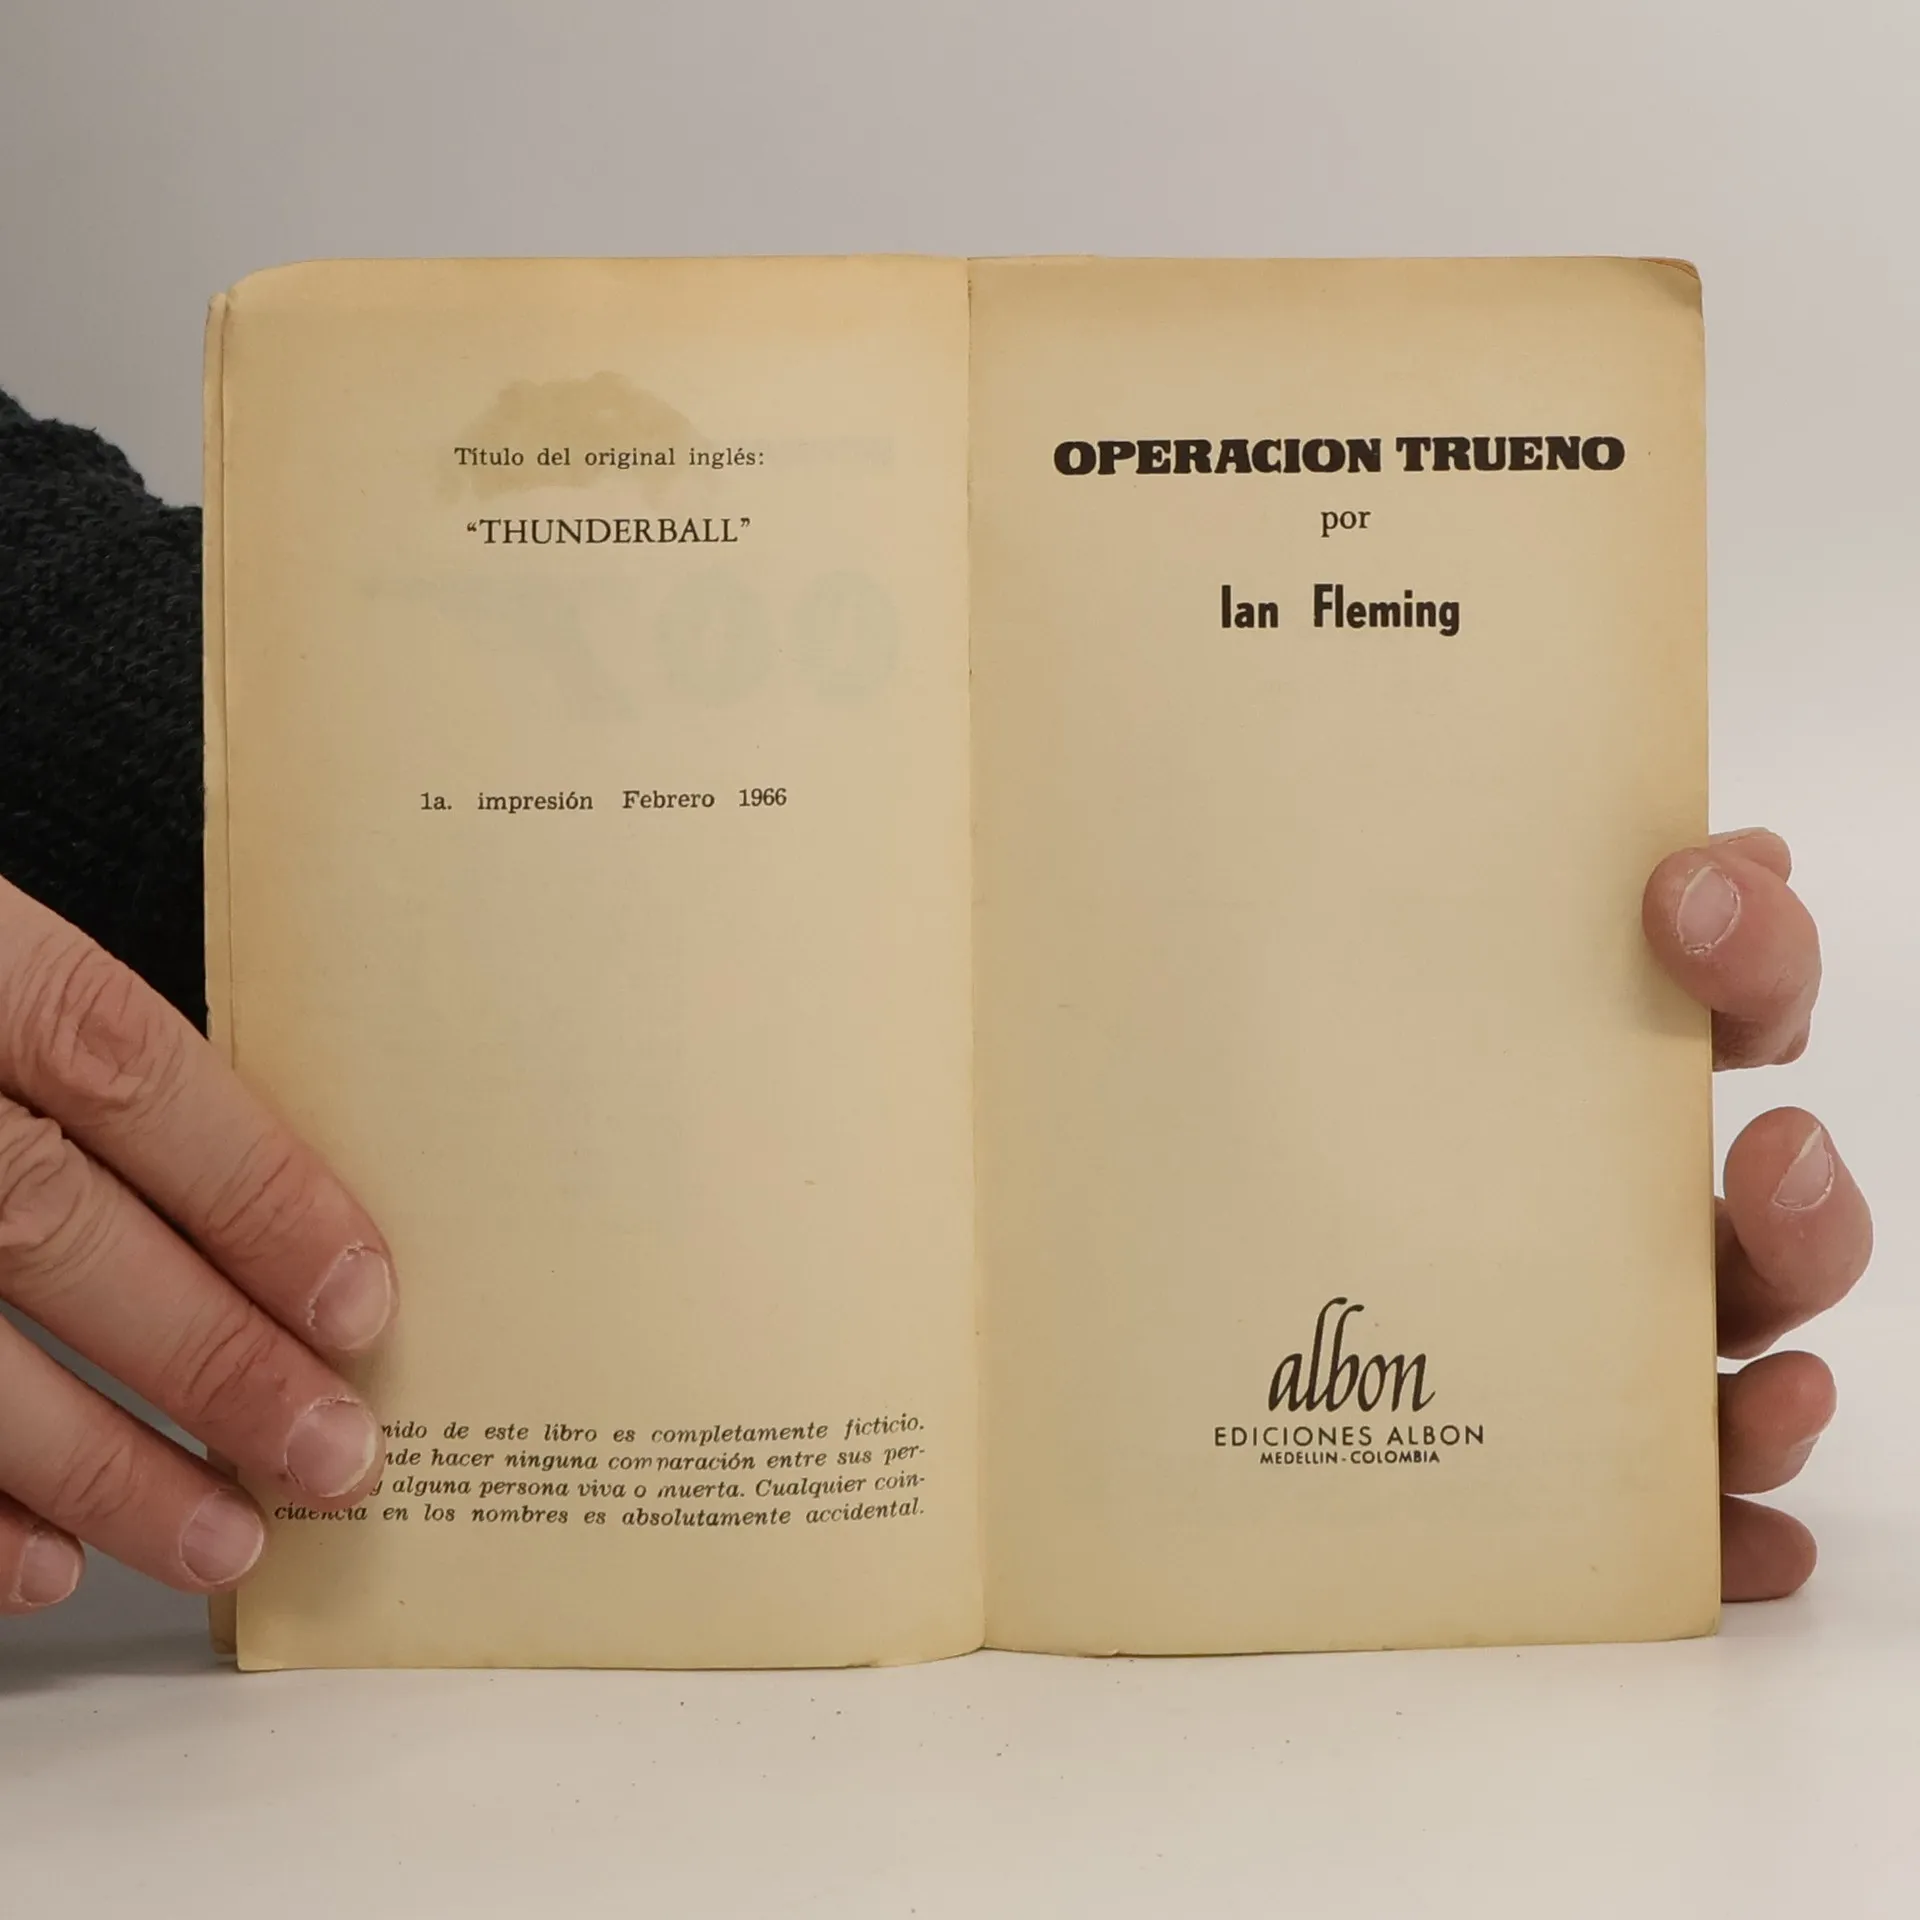 Título del original inglés:
“THUNDERBALL”
1a. impresión Febrero 1966
de este libro es completamente ficticio.
hacer ninguna comparación entre sus per-
y alguna persona viva o muerta. Cualquier coin-
cidencia en los nombres es absolutamente accidental.
OPERACION TRUENO
por
Ian Fleming
albon
EDICIONES ALBON
MEDELLIN - COLOMBIA